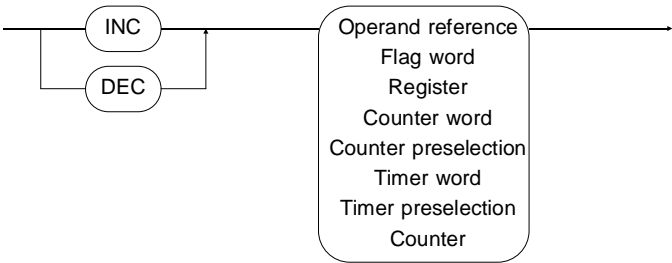 INC
DEC
Operand reference
Flag word
Register
Counter word
Counter preselection
Timer word
Timer preselection
Counter